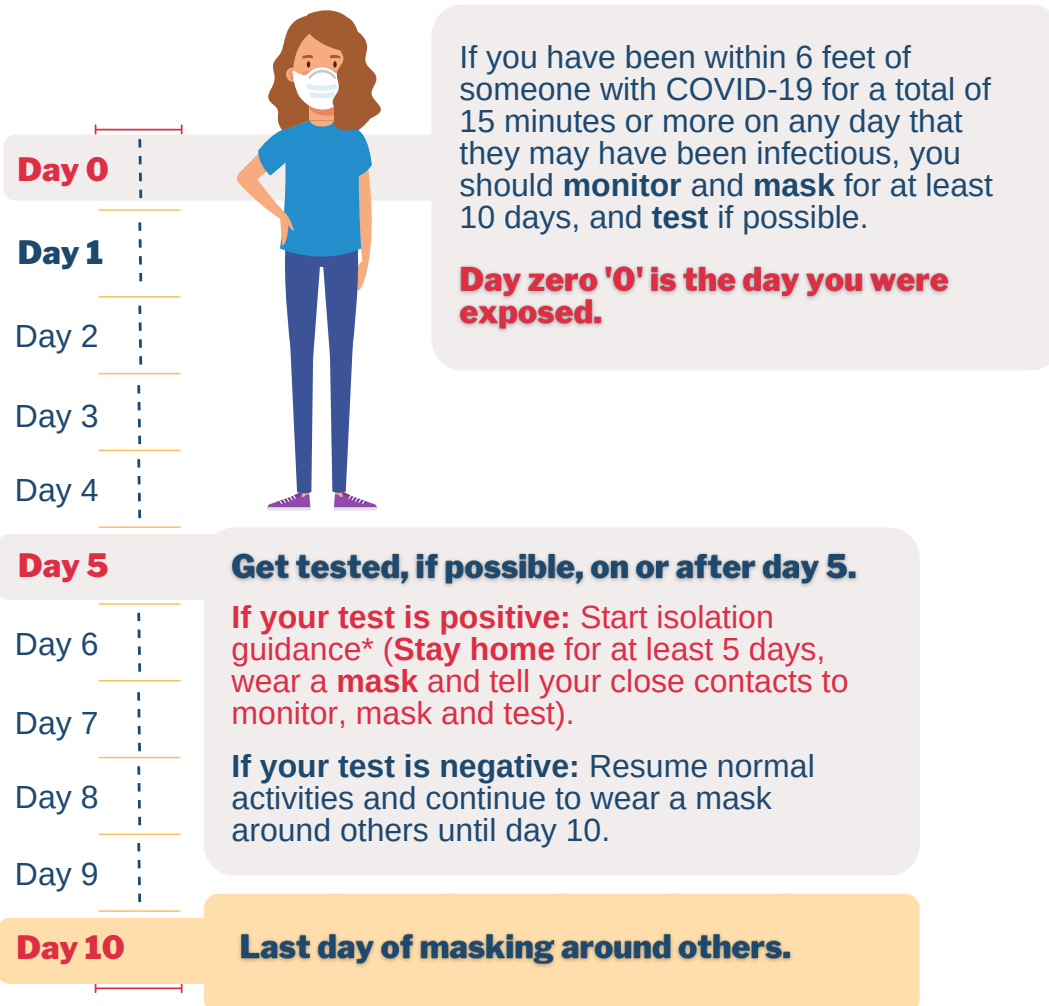 If you have been within 6 feet of
someone with COVID-19 for a total of
15 minutes or more on any day that
they may have been infectious, you
should monitor and mask for at least
10 days, and test if possible.
Day zero '0' is the day you were
exposed.
Day 0
Day 1
Day 2
Day 3
Day 4
Day 5
Get tested, if possible, on or after day 5.
If your test is positive: Start isolation
guidance* (Stay home for at least 5 days,
wear a mask and tell your close contacts to
monitor, mask and test).
If your test is negative: Resume normal
activities and continue to wear a mask
around others until day 10.
Day 6
Day 7
Day 8
Day 9
Day 10
Last day of masking around others.